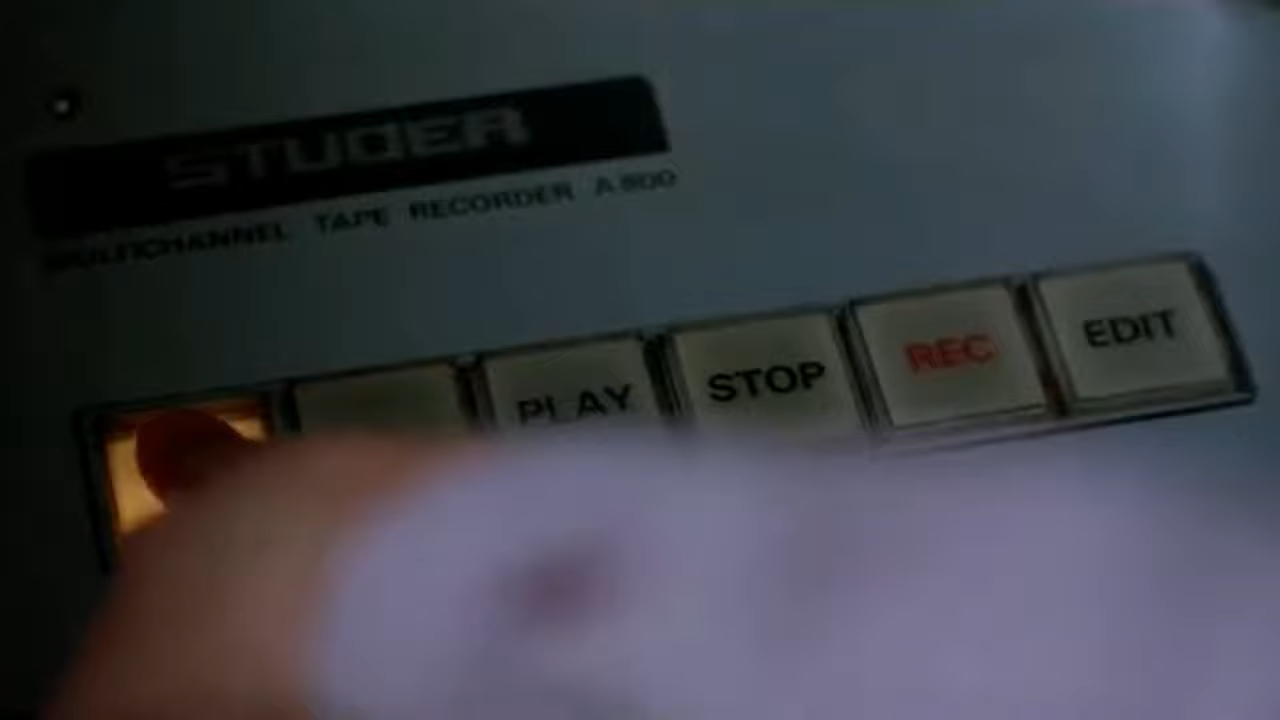 STUDER
MULTICHANNEL TAPE RECORDER A800
PLAY STOP REC EDIT